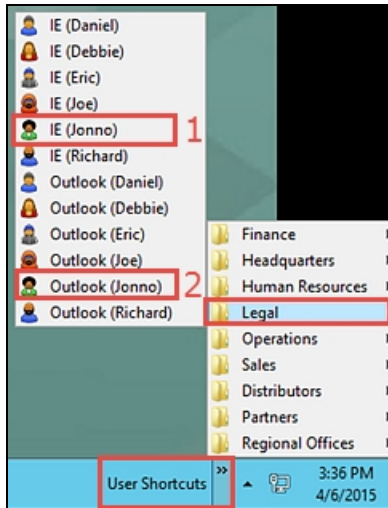 IE (Daniel)
IE (Debbie)
IE (Eric)
IE (Joe)
IE (Jonno) 1
IE (Richard)
Outlook (Daniel)
Outlook (Debbie)
Outlook (Eric)
Outlook (Joe)
Outlook (Jonno) 2
Outlook (Richard)
Finance
Headquarters
Human Resources
Legal
Operations
Sales
Distributors
Partners
Regional Offices
User Shortcuts »
3:36 PM
4/6/2015